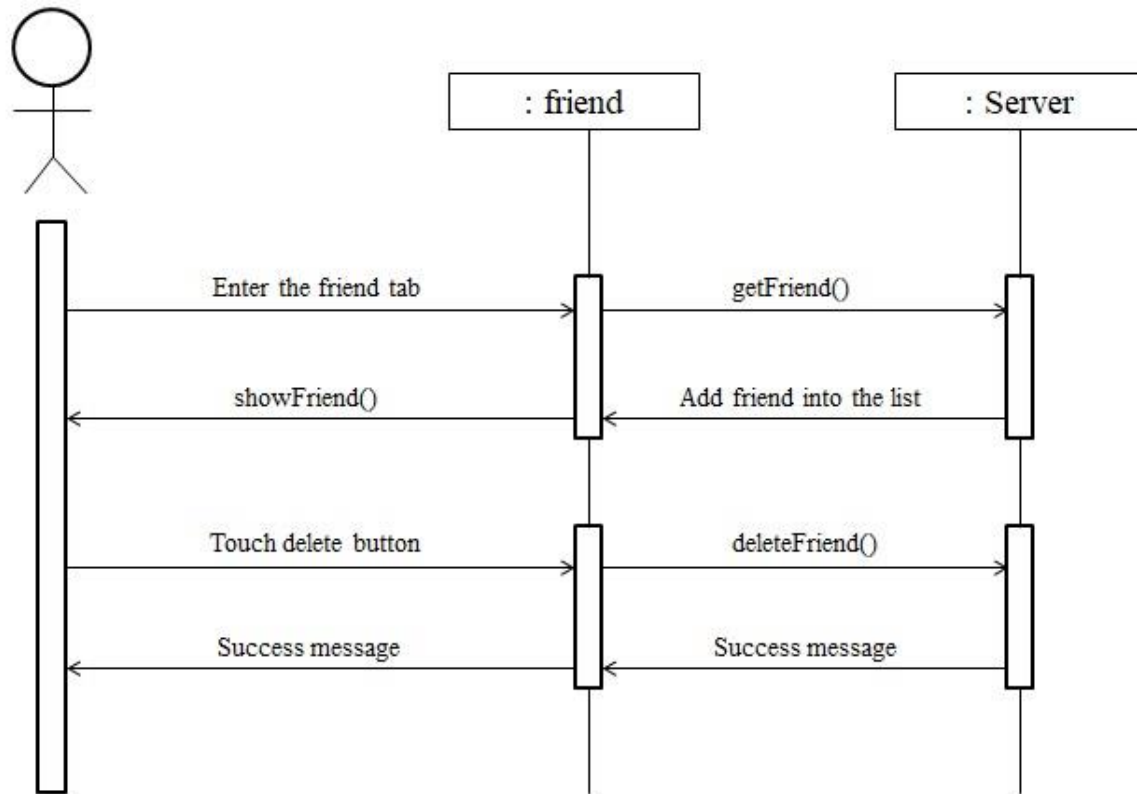 : friend
: Server
Enter the friend tab
getFriend()
showFriend()
Add friend into the list
Touch delete button
deleteFriend()
Success message
Success message